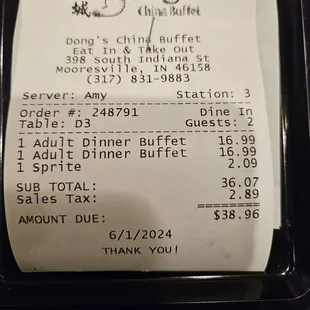 China Buffet
Dong's China Buffet
Eat In & Take Out
398 South Indiana St
Mooresville, IN 46158
(317) 831-9883
Server: Amy Station: 3
Order #: 248791 Dine In
Table: D3 Guests: 2
1 Adult Dinner Buffet 16.99
1 Adult Dinner Buffet 16.99
1 Sprite 2.09
SUB TOTAL: 36.07
Sales Tax: 2.89
AMOUNT DUE: $38.96
6/1/2024
THANK YOU!